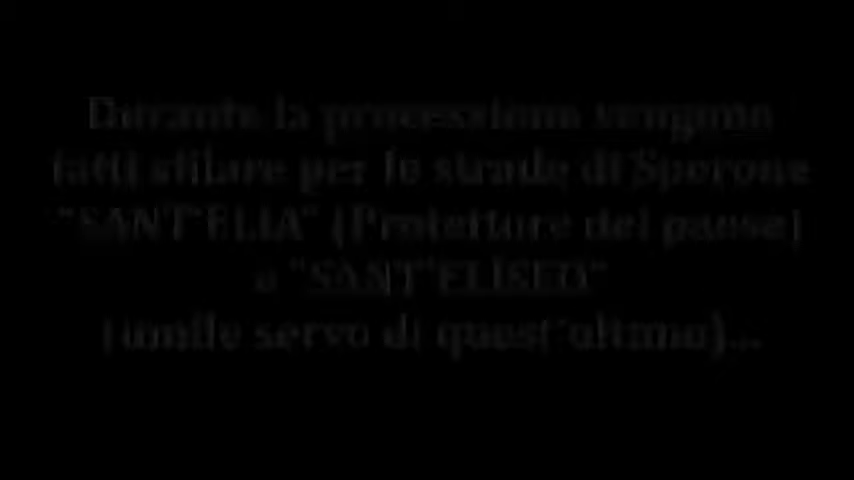 Durante la processione vengono
fatti sfilare per le strade di Sperone
"SANT'ELIA" (Protettore del paese)
e "SANT'ELISEO"
(umile servo di quest'ultimo)...